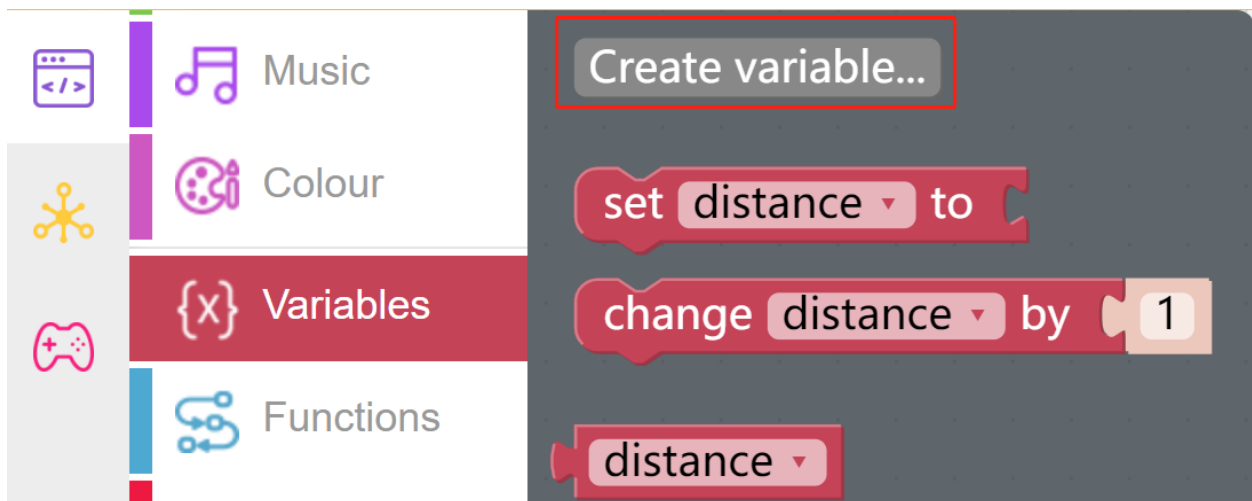 Music
Colour
Variables
Functions
Create variable...
set distance to
change distance by 1
distance